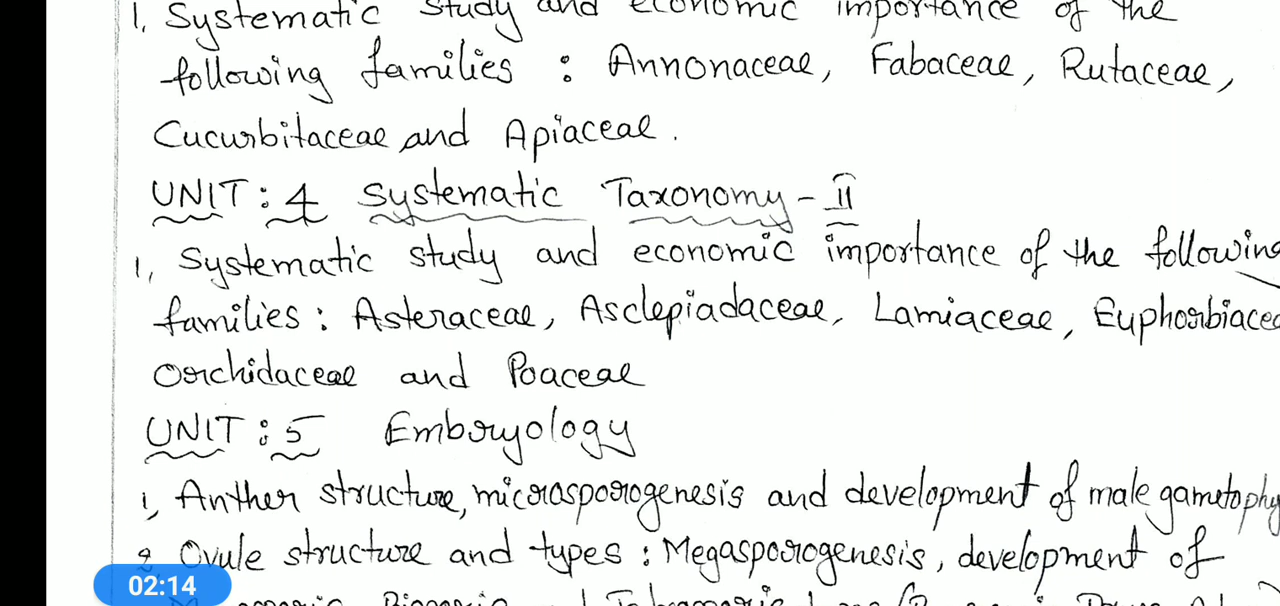 1. Systematic study and economic importance of the
following families : Annonaceae, Fabaceae, Rutaceae,
Cucurbitaceae and Apiaceae.
UNIT : 4 Systematic Taxonomy - II
1, Systematic study and economic importance of the following
families : Asteraceae, Asclepiadaceae, Lamiaceae, Euphorbiacea
Orchidaceae and Poaceae
UNIT : 5 Embryology
1, Anther structure, microsporogenesis and development of male gametophy
2 Ovule structure and types : Megasporogenesis, development of
02:14